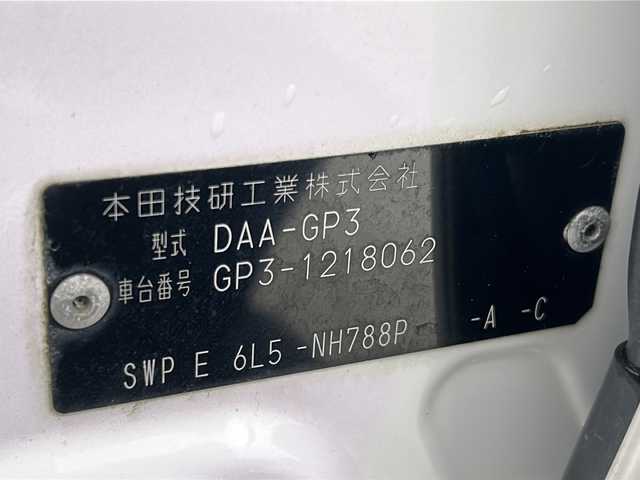 本田技研工業株式会社
型式 DAA-GP3
車台番号 GP3-1218062
SWP E 6L5 -NH788P -A -C